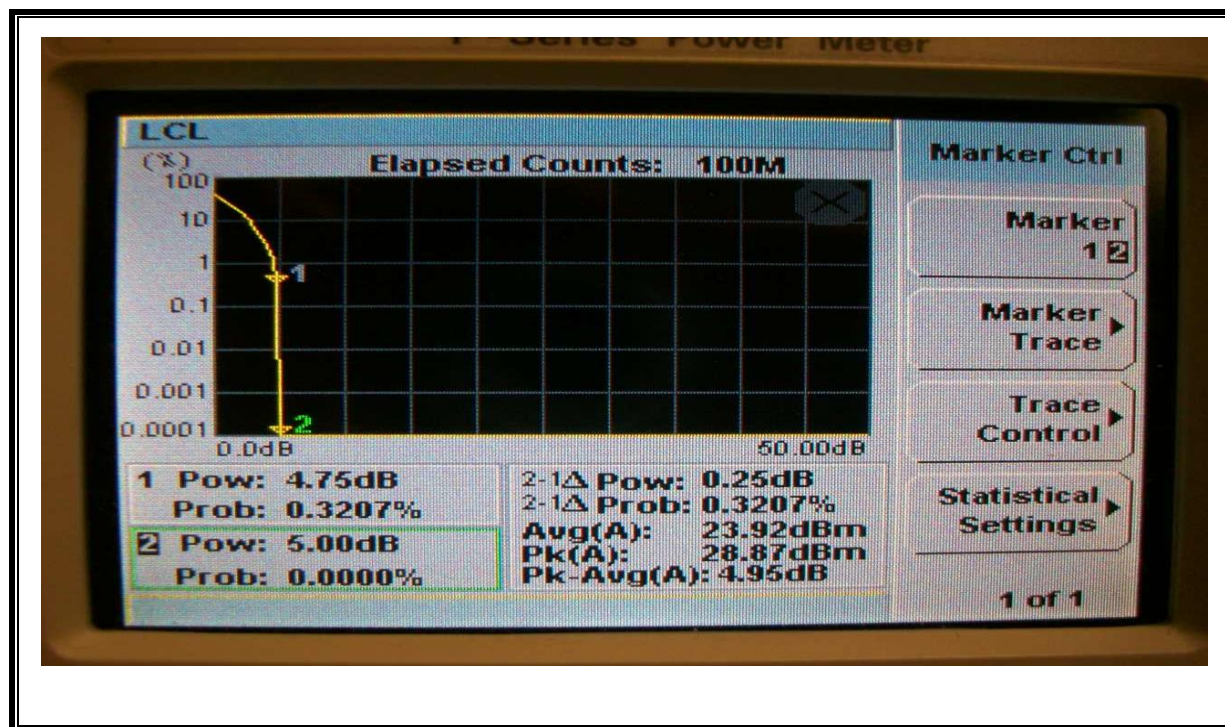 P-Series Power Meter
LCL
(%)
Elapsed Counts: 100M
100
10
1
0.1
0.01
0.001
0.0001
1
2
0.0dB
50.00dB
1 Pow: 4.75dB
Prob: 0.3207%
2 Pow: 5.00dB
Prob: 0.0000%
2-1Δ Pow: 0.25dB
2-1Δ Prob: 0.3207%
Avg(A): 23.92dBm
Pk(A): 28.87dBm
Pk-Avg(A): 4.95dB
Marker Ctrl
Marker
1 2
Marker
Trace
Trace
Control
Statistical
Settings
1 of 1